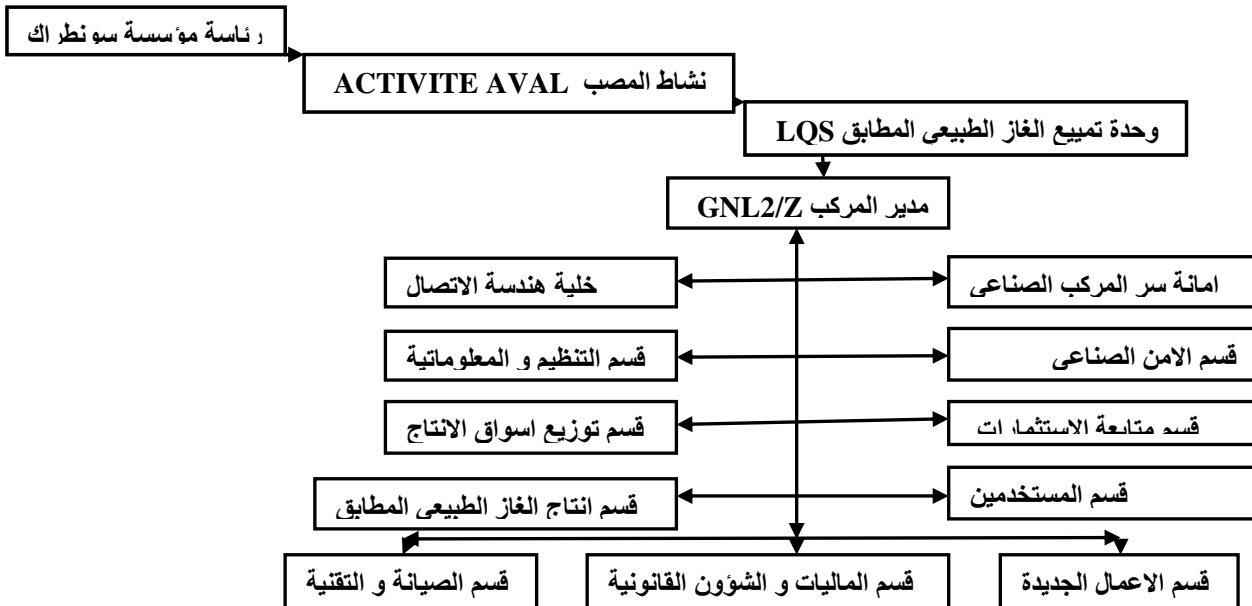 رئاسة مؤسسة سونطراك
نشاط المصب ACTIVITE AVAL
وحدة تمييع الغاز الطبيعي المطابق LQS
مدير المركب GNL2/Z
امانة سر المركب الصناعي
خلية هندسة الاتصال
قسم الامن الصناعي
قسم التنظيم و المعلوماتية
قسم متابعة الاستثمارات
قسم توزيع اسواق الانتاج
قسم المستخدمين
قسم انتاج الغاز الطبيعي المطابق
قسم الاعمال الجديدة
قسم الماليات و الشؤون القانونية
قسم الصيانة و التقنية